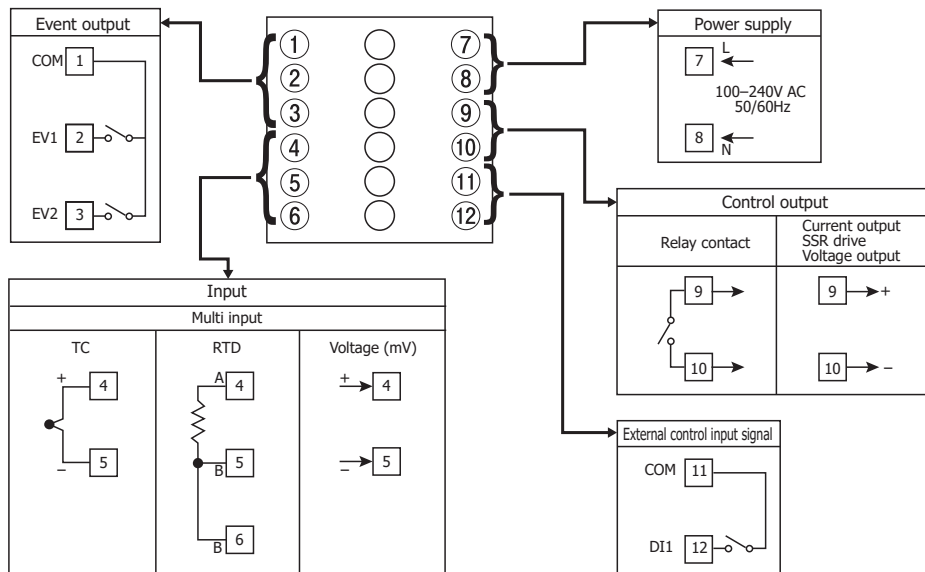 Event output
COM 1
EV1 2
EV2 3
① ⑦
② ⑧
③ ⑨
④ ⑩
⑤ ⑪
⑥ ⑫
Power supply
7 L
100–240V AC
50/60Hz
8 N
Control output
Relay contact
Current output
SSR drive
Voltage output
9 9 +
10 10 –
Input
Multi input
TC RTD Voltage (mV)
+ 4 A 4 + 4
– 5 B 5 – 5
B 6
External control input signal
COM 11
DI1 12